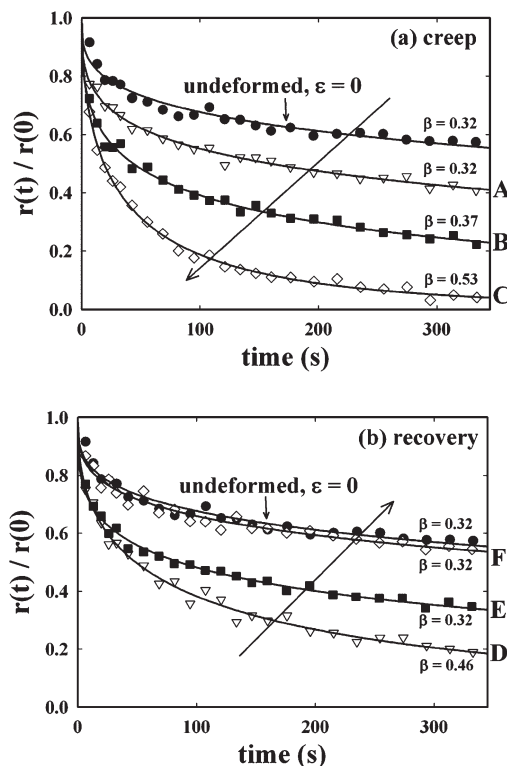 1.0
(a) creep
0.8
undeformed, ε = 0
β = 0.32
0.6
r(t) / r(0)
β = 0.32
A
0.4
β = 0.37
B
0.2
β = 0.53
C
0.0
0 100 200 300
time (s)
1.0
(b) recovery
0.8
undeformed, ε = 0
0.6
β = 0.32
F
β = 0.32
r(t) / r(0)
0.4
β = 0.32
E
0.2
β = 0.46
D
0.0
0 100 200 300
time (s)